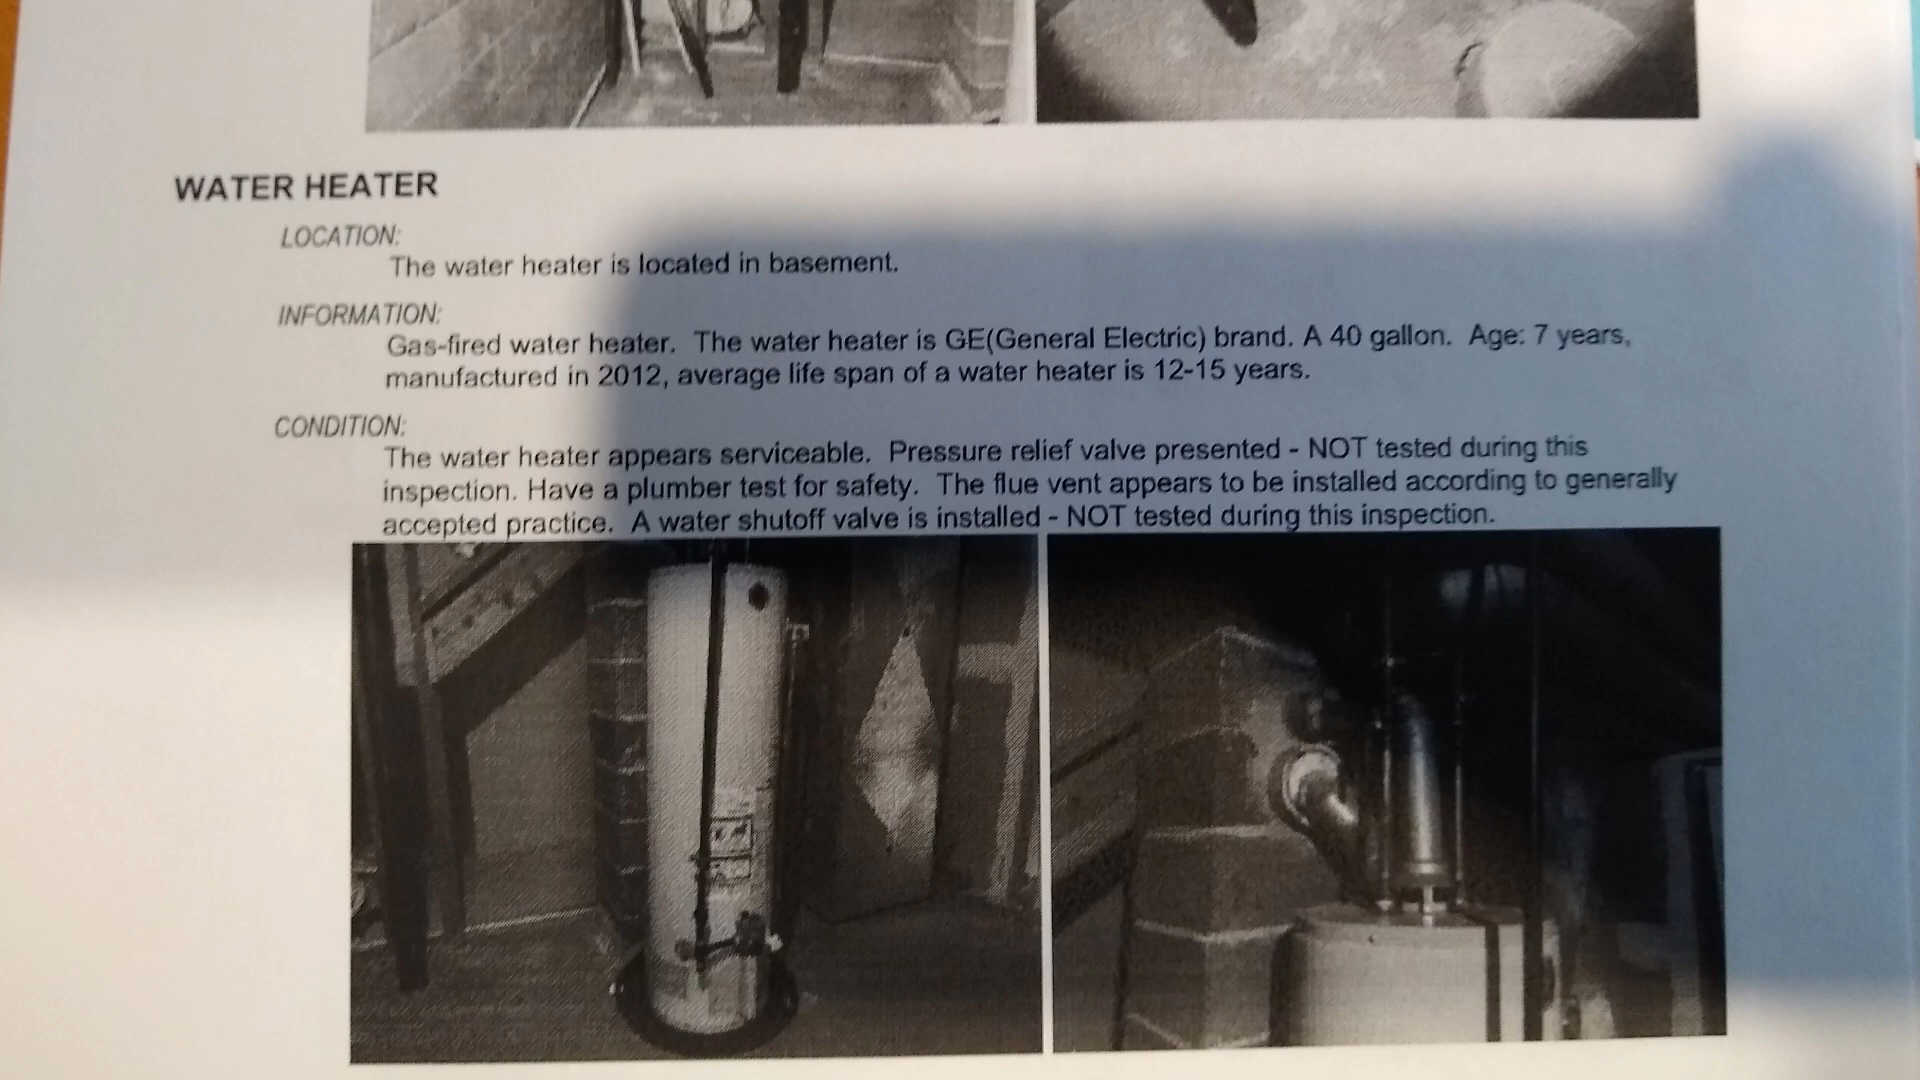 WATER HEATER
LOCATION:
The water heater is located in basement.
INFORMATION:
Gas-fired water heater.  The water heater is GE(General Electric) brand. A 40 gallon.  Age: 7 years,
manufactured in 2012, average life span of a water heater is 12-15 years.
CONDITION:
The water heater appears serviceable.  Pressure relief valve presented - NOT tested during this
inspection. Have a plumber test for safety.  The flue vent appears to be installed according to generally
accepted practice.  A water shutoff valve is installed - NOT tested during this inspection.